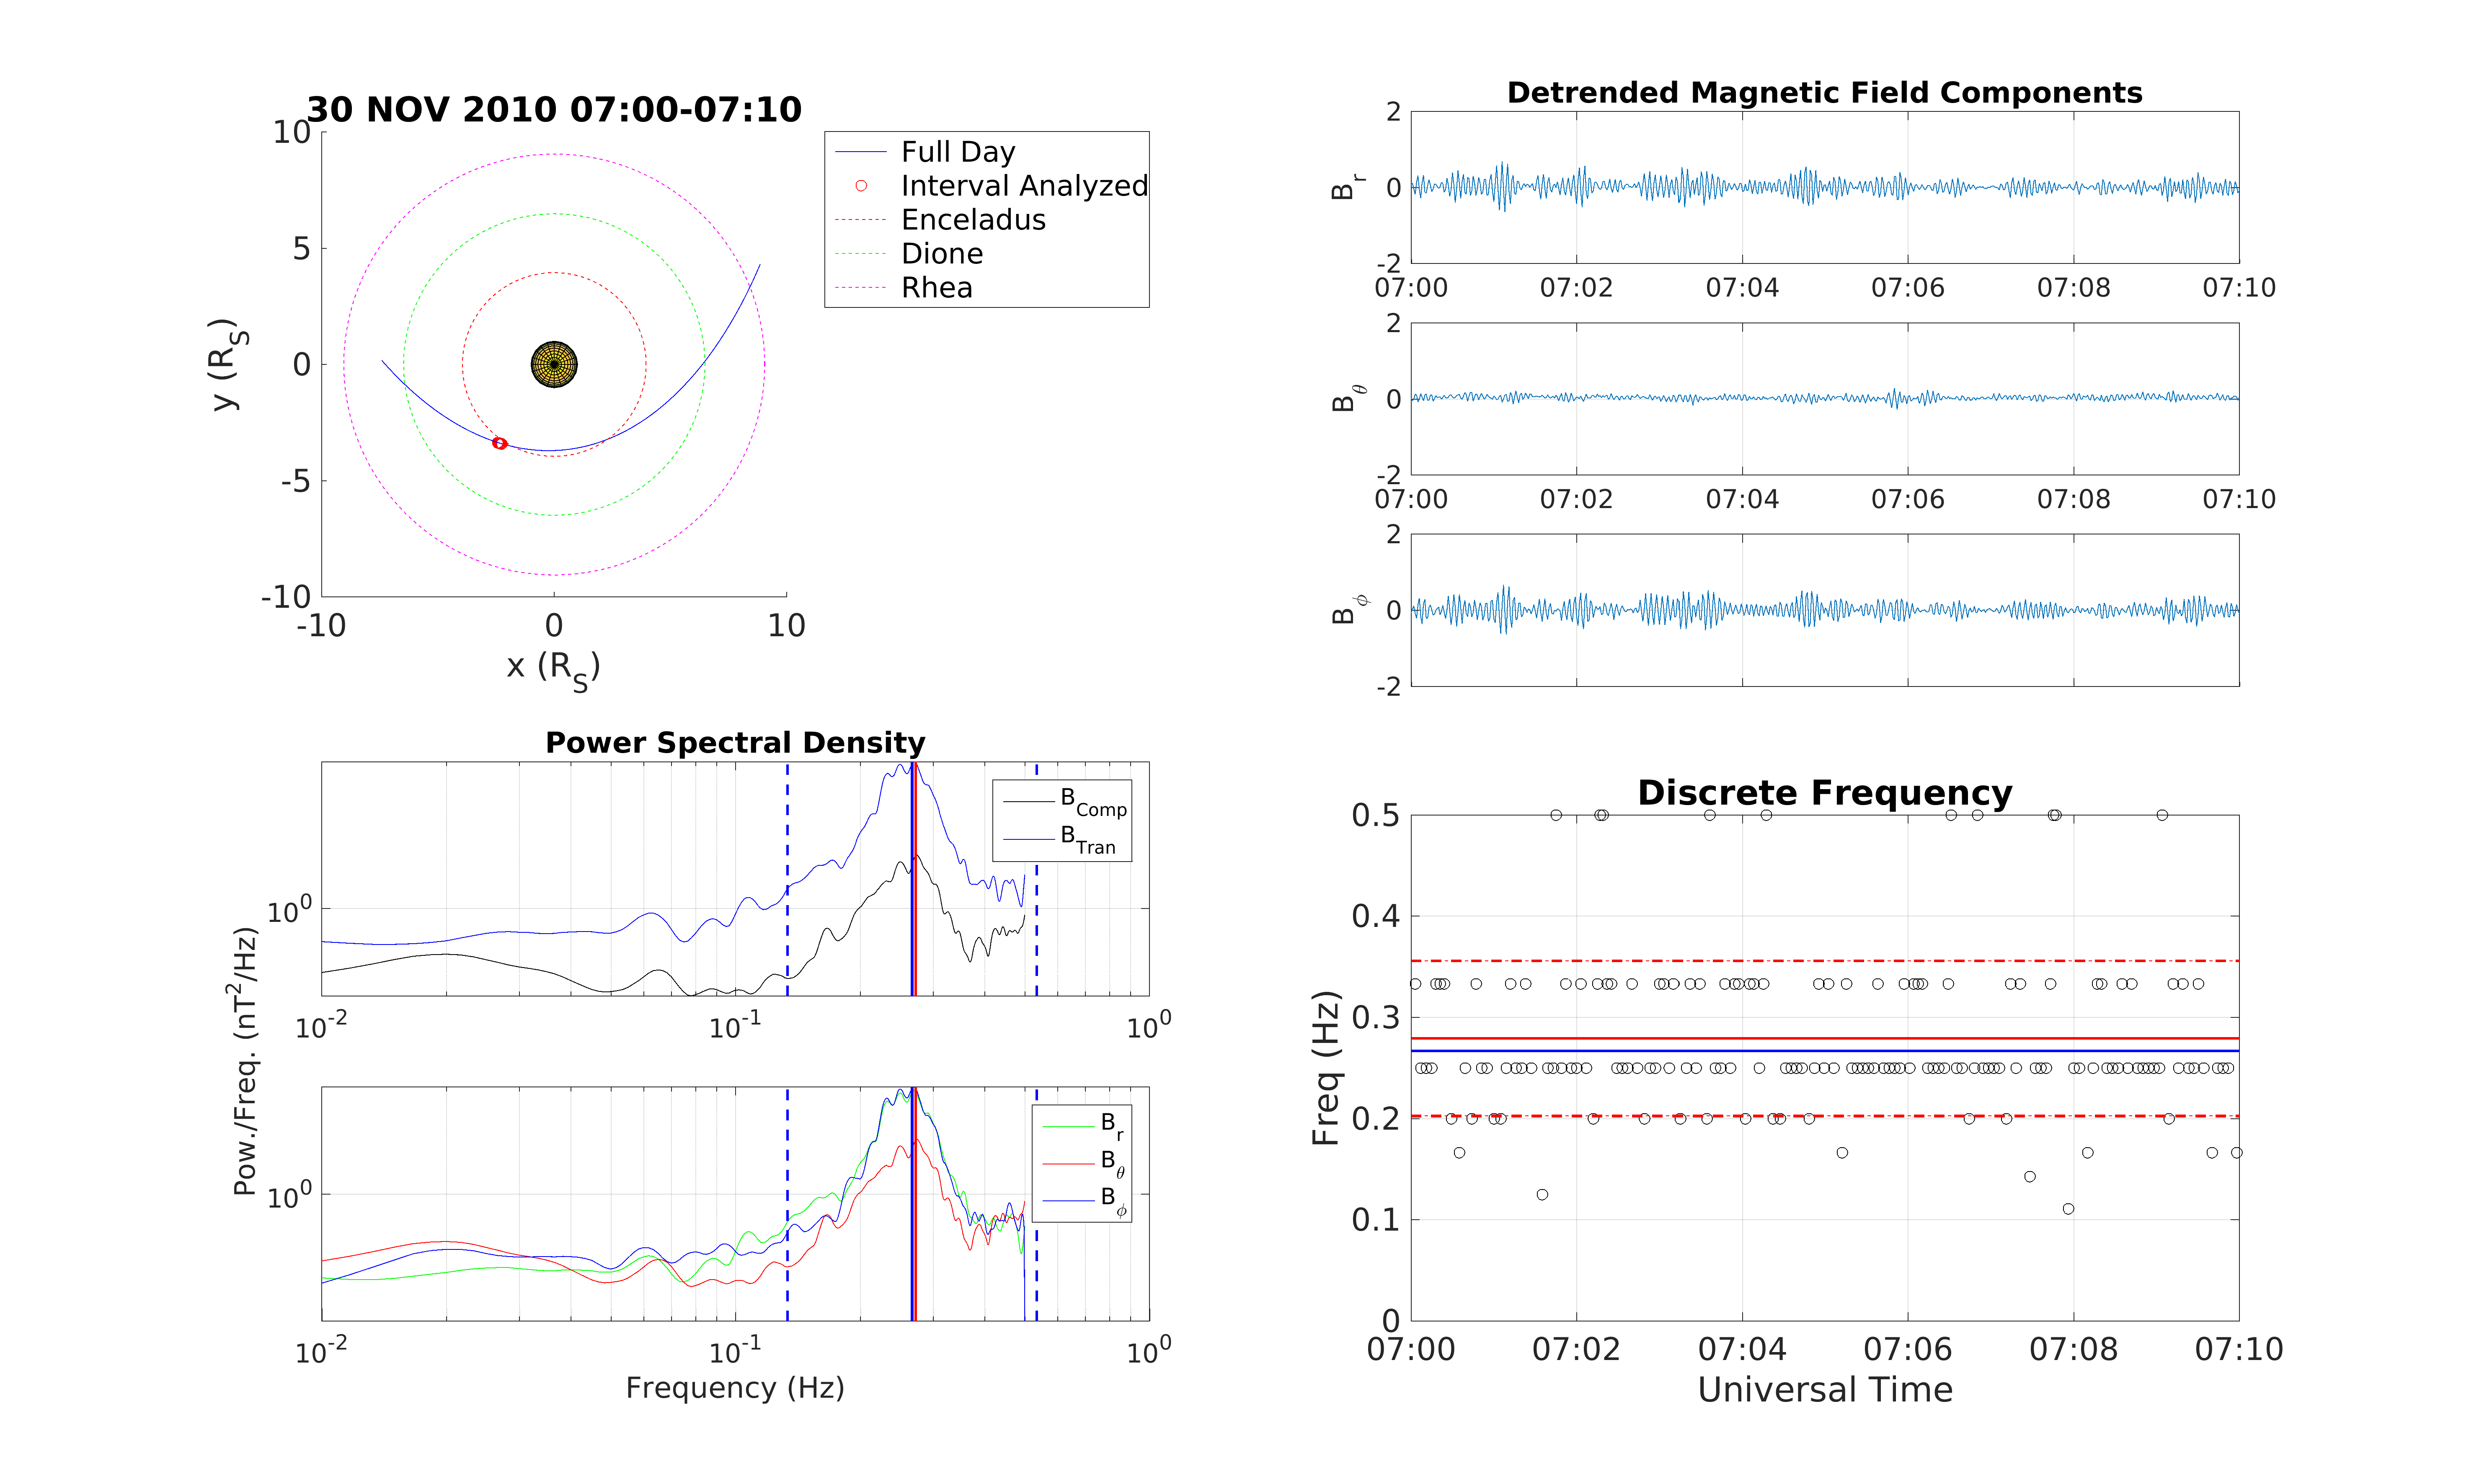 30 NOV 2010 07:00-07:10
10
5
0
-5
-10
-10 0 10
x (R_S)
y (R_S)
Full Day
Interval Analyzed
Enceladus
Dione
Rhea
Detrended Magnetic Field Components
2
0
-2
B_r
07:00 07:02 07:04 07:06 07:08 07:10
2
0
-2
B_θ
07:00 07:02 07:04 07:06 07:08 07:10
2
0
-2
B_ϕ
Power Spectral Density
10^0
B_Comp
B_Tran
10^-2 10^-1 10^0
Pow./Freq. (nT^2/Hz)
10^0
B_r
B_θ
B_ϕ
10^-2 10^-1 10^0
Frequency (Hz)
Discrete Frequency
0.5
0.4
0.3
0.2
0.1
0
Freq (Hz)
07:00 07:02 07:04 07:06 07:08 07:10
Universal Time